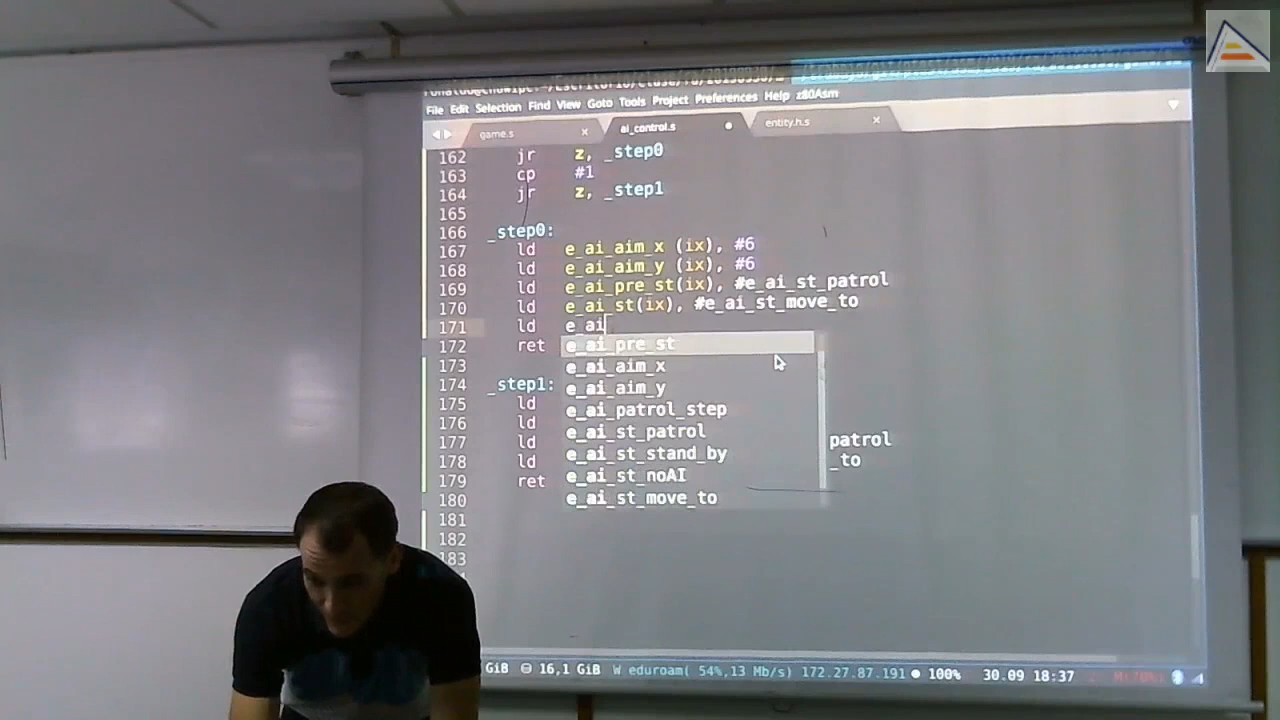 File Edit Selection Find View Goto Tools Project Preferences Help z80Asm
game.s ai_control.s entity.h.s
162 jr z, _step0
163 cp #1
164 jr z, _step1
165
166 _step0:
167 ld e_ai_aim_x (ix), #6
168 ld e_ai_aim_y (ix), #6
169 ld e_ai_pre_st(ix), #e_ai_st_patrol
170 ld e_ai_st(ix), #e_ai_st_move_to
171 ld e_ai
172 ret e_ai_pre_st
173 e_ai_aim_x
174 _step1: e_ai_aim_y
175 ld e_ai_patrol_step
176 ld e_ai_st_patrol
177 ld e_ai_st_stand_by patrol
178 ld e_ai_st_noAI _to
179 ret e_ai_st_move_to
180
181
182
183
GiB 16,1 GiB W eduroam( 54%,13 Mb/s) 172.27.87.191 100% 30.09 18:37